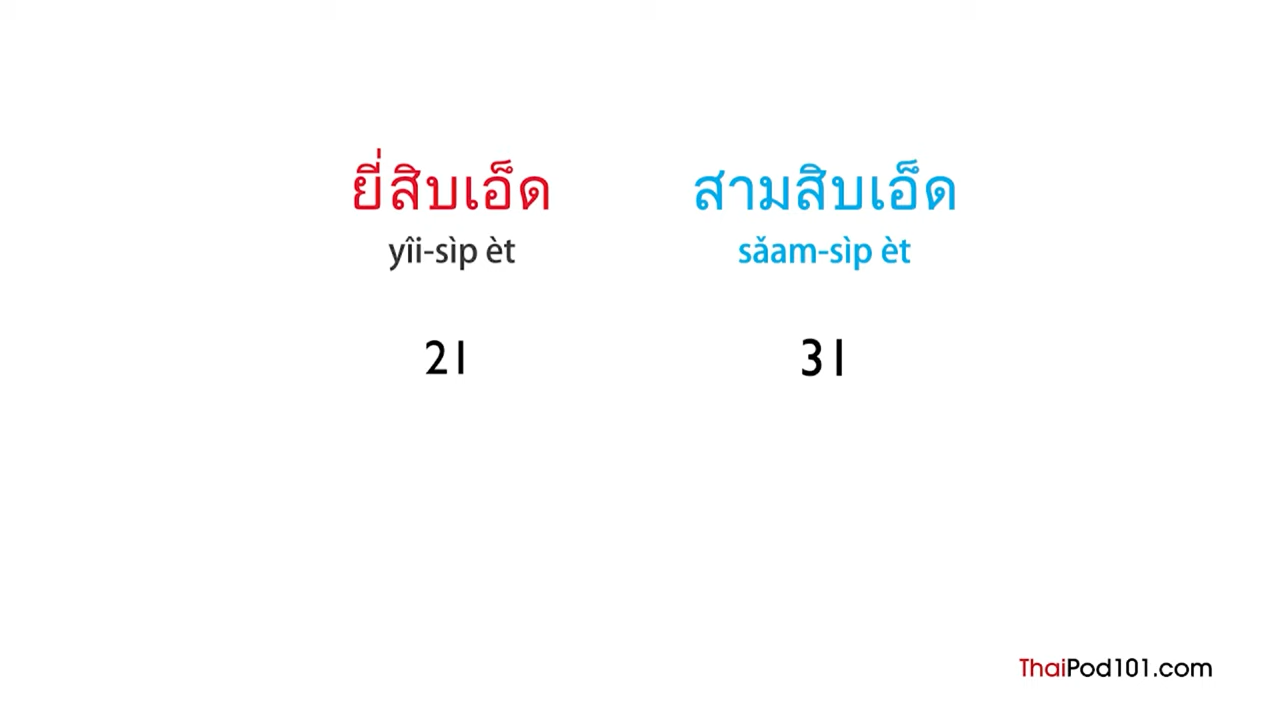 ยี่สิบเอ็ด
yîi-sìp èt
21
สามสิบเอ็ด
sǎam-sìp èt
31
ThaiPod101.com